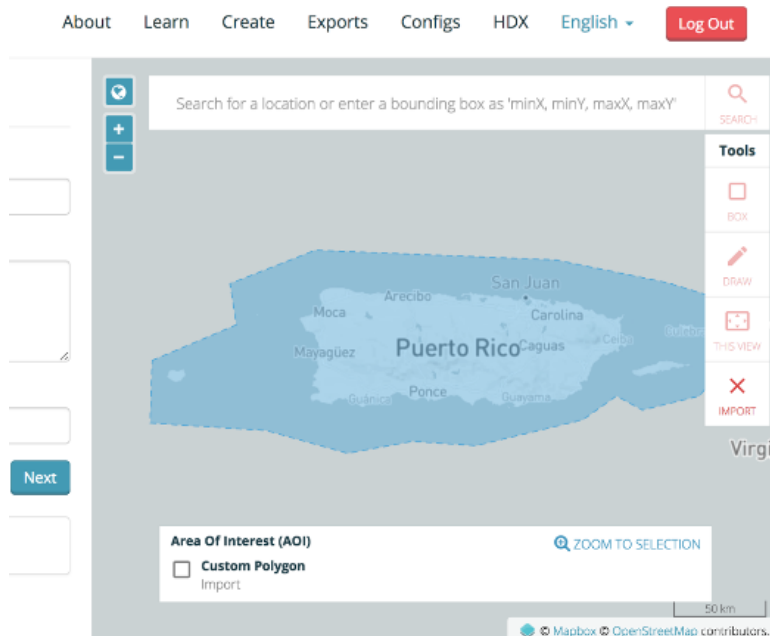 About Learn Create Exports Configs HDX English Log Out
Search for a location or enter a bounding box as 'minX, minY, maxX, maxY'
SEARCH
Tools
BOX
DRAW
THIS VIEW
IMPORT
San Juan
Arecibo
Moca
Carolina
Mayagüez
Puerto Rico
Caguas
Ceiba
Guánica
Ponce
Guayama
Virgi
Next
Area Of Interest (AOI)
ZOOM TO SELECTION
Custom Polygon
Import
50 km
© Mapbox © OpenStreetMap contributors.